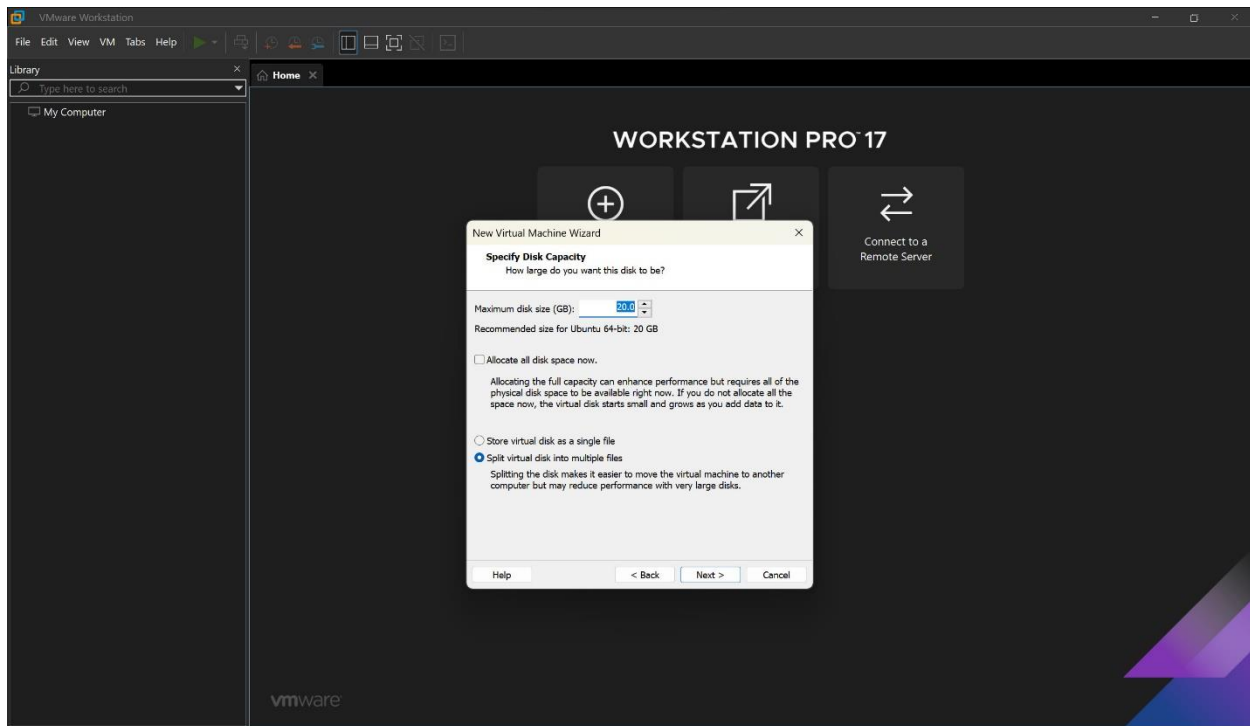 VMware Workstation
File Edit View VM Tabs Help
Library
Type here to search
My Computer
Home
WORKSTATION PRO™ 17
Connect to a
Remote Server
New Virtual Machine Wizard
Specify Disk Capacity
How large do you want this disk to be?
Maximum disk size (GB): 20.0
Recommended size for Ubuntu 64-bit: 20 GB
Allocate all disk space now.
Allocating the full capacity can enhance performance but requires all of the
physical disk space to be available right now. If you do not allocate all the
space now, the virtual disk starts small and grows as you add data to it.
Store virtual disk as a single file
Split virtual disk into multiple files
Splitting the disk makes it easier to move the virtual machine to another
computer but may reduce performance with very large disks.
Help < Back Next > Cancel
vmware